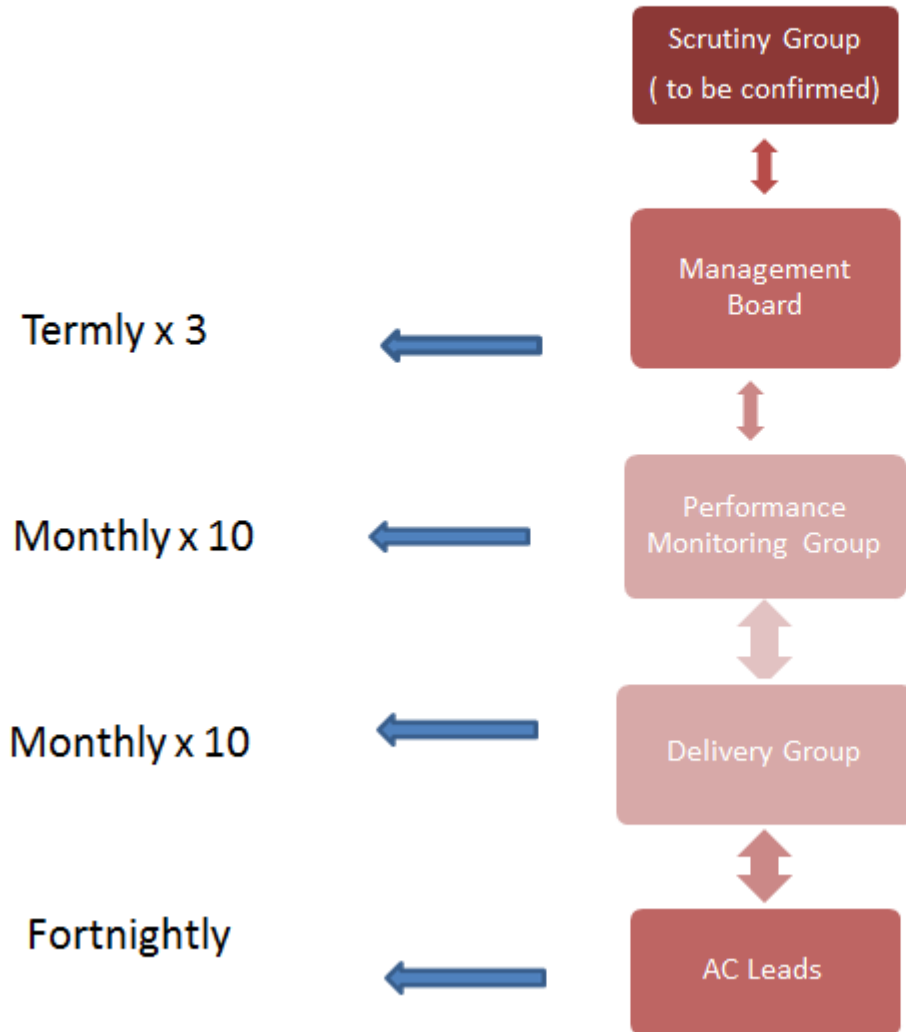 Scrutiny Group
( to be confirmed)
Management
Board
Termly x 3
Performance
Monitoring Group
Monthly x 10
Delivery Group
Monthly x 10
AC Leads
Fortnightly